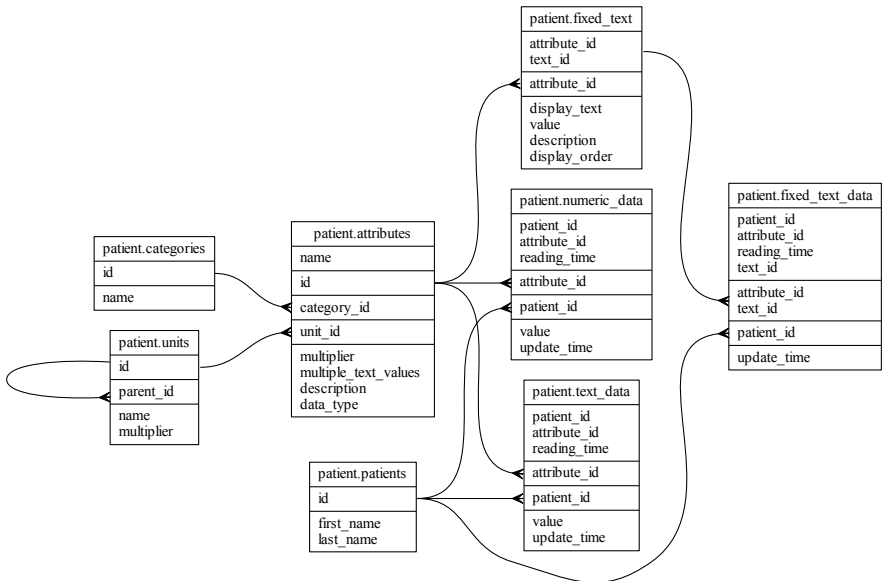 patient.fixed_text
attribute_id
text_id
attribute_id
display_text
value
description
display_order
patient.numeric_data
patient_id
attribute_id
reading_time
attribute_id
patient_id
value
update_time
patient.fixed_text_data
patient_id
attribute_id
reading_time
text_id
attribute_id
text_id
patient_id
update_time
patient.attributes
name
id
category_id
unit_id
multiplier
multiple_text_values
description
data_type
patient.categories
id
name
patient.units
id
parent_id
name
multiplier
patient.text_data
patient_id
attribute_id
reading_time
attribute_id
patient_id
value
update_time
patient.patients
id
first_name
last_name